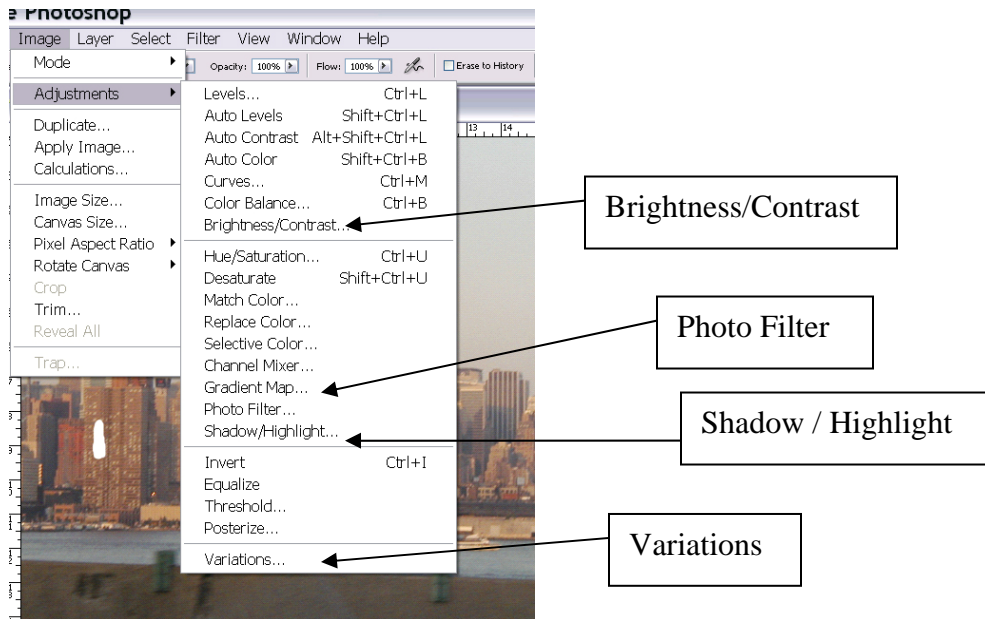 e Photoshop
Image Layer Select Filter View Window Help
Mode
Opacity: 100% Flow: 100% Erase to History
Adjustments
Duplicate...
Apply Image...
Calculations...
Image Size...
Canvas Size...
Pixel Aspect Ratio
Rotate Canvas
Crop
Trim...
Reveal All
Trap...
Levels... Ctrl+L
Auto Levels Shift+Ctrl+L
Auto Contrast Alt+Shift+Ctrl+L
Auto Color Shift+Ctrl+B
Curves... Ctrl+M
Color Balance... Ctrl+B
Brightness/Contrast...
Hue/Saturation... Ctrl+U
Desaturate Shift+Ctrl+U
Match Color...
Replace Color...
Selective Color...
Channel Mixer...
Gradient Map...
Photo Filter...
Shadow/Highlight...
Invert Ctrl+I
Equalize
Threshold...
Posterize...
Variations...
13 14
Brightness/Contrast
Photo Filter
Shadow / Highlight
Variations